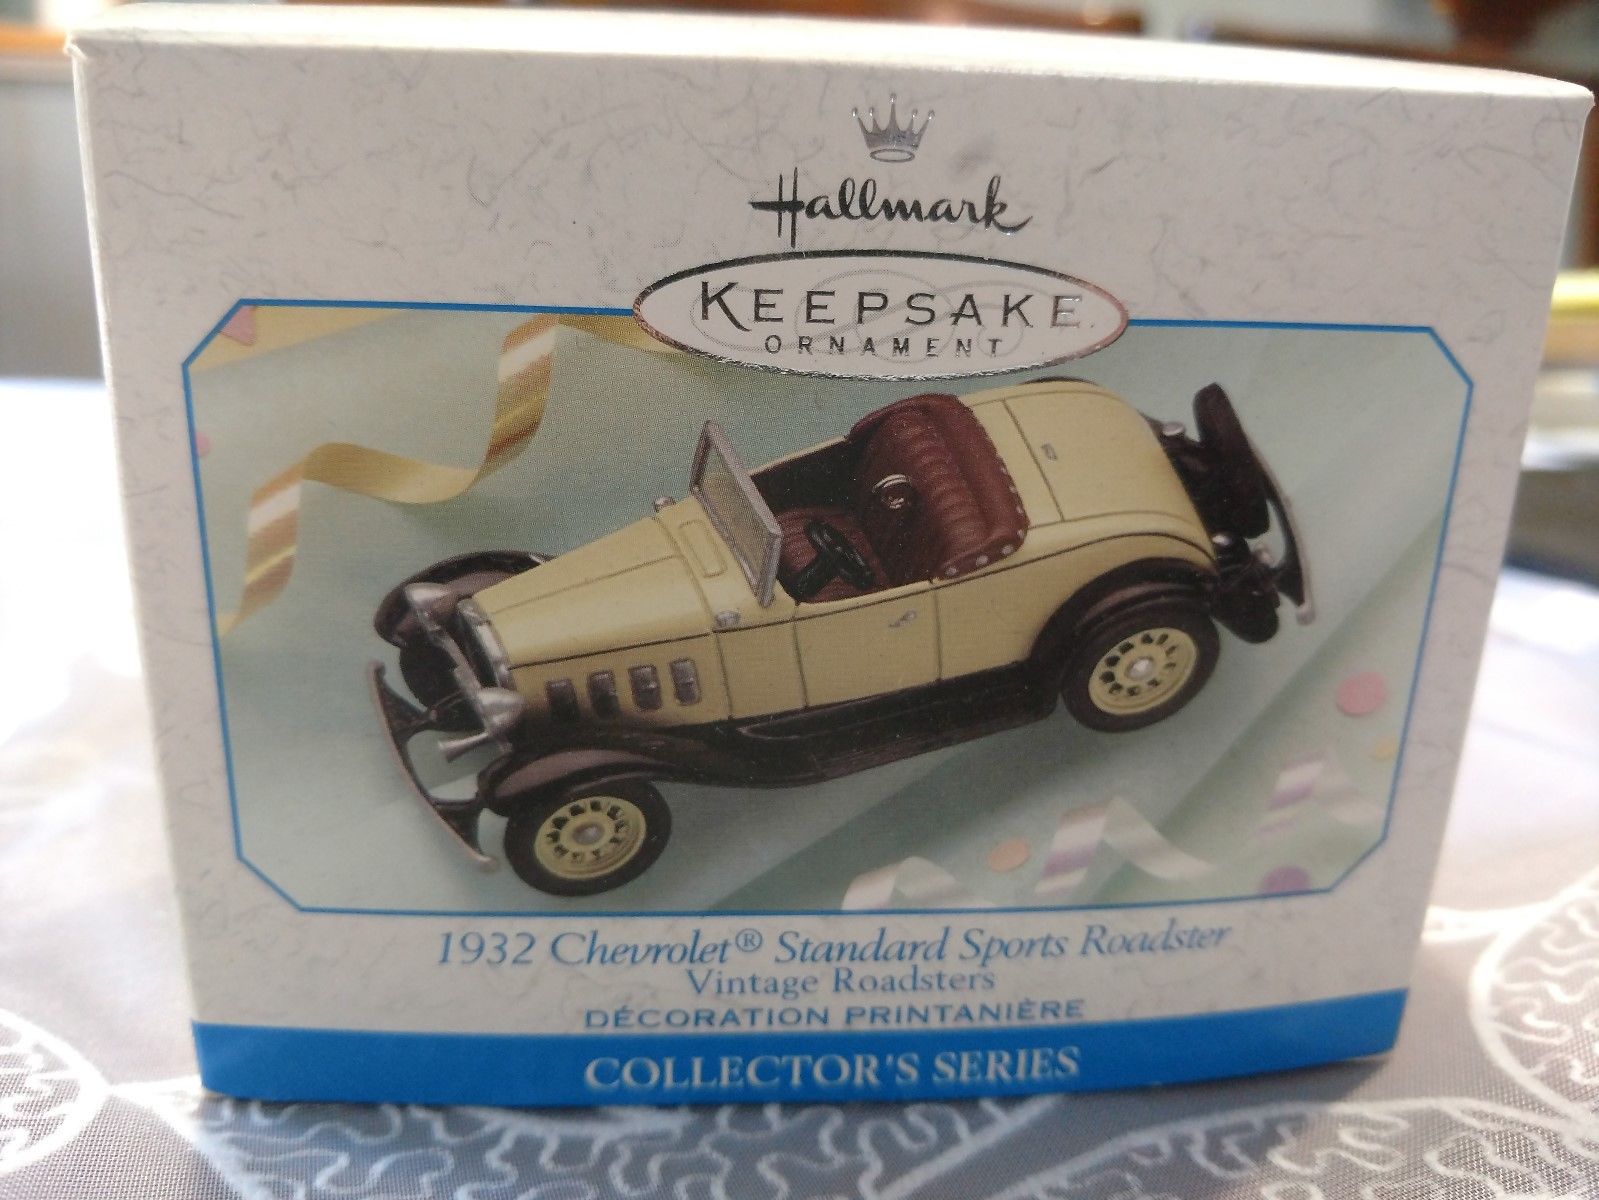 Hallmark
KEEPSAKE
ORNAMENT
1932 Chevrolet® Standard Sports Roadster
Vintage Roadsters
DÉCORATION PRINTANIÈRE
COLLECTOR'S SERIES